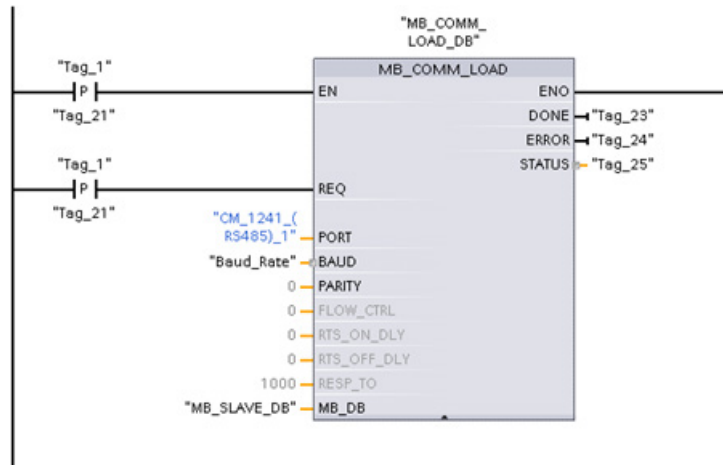 "MB_COMM_
LOAD_DB"
"Tag_1"
MB_COMM_LOAD
P
EN
ENO
"Tag_21"
DONE
"Tag_23"
ERROR
"Tag_24"
"Tag_1"
STATUS
"Tag_25"
P
REQ
"Tag_21"
"CM_1241_(
RS485)_1"
PORT
"Baud_Rate"
BAUD
0
PARITY
0
FLOW_CTRL
0
RTS_ON_DLY
0
RTS_OFF_DLY
1000
RESP_TO
"MB_SLAVE_DB"
MB_DB